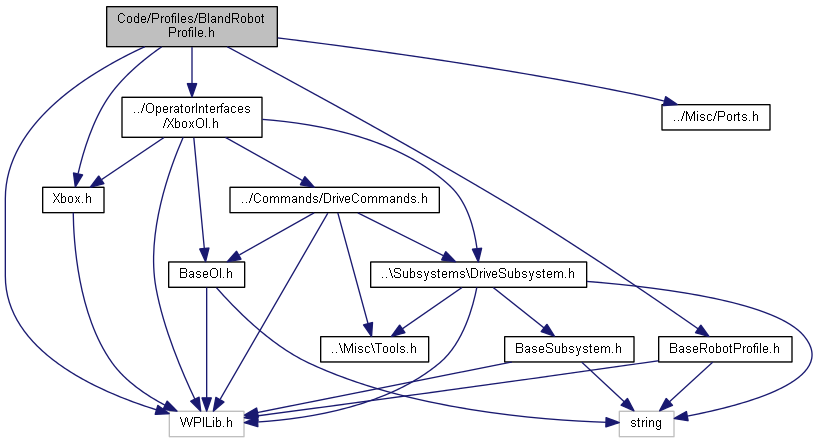 Code/Profiles/BlandRobot
Profile.h
../OperatorInterfaces
/XboxOI.h
../Misc/Ports.h
Xbox.h
../Commands/DriveCommands.h
BaseOI.h
..\Subsystems\DriveSubsystem.h
..\Misc\Tools.h
BaseSubsystem.h
BaseRobotProfile.h
WPILib.h
string